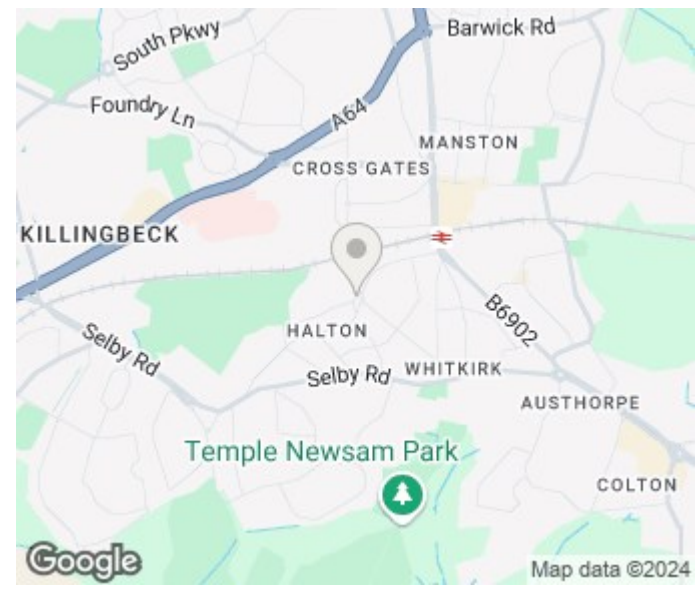 South Pkwy
Barwick Rd
Foundry Ln
A64
MANSTON
CROSS GATES
KILLINGBECK
B6902
HALTON
Selby Rd
Selby Rd
WHITKIRK
AUSTHORPE
Temple Newsam Park
COLTON
Google
Map data ©2024